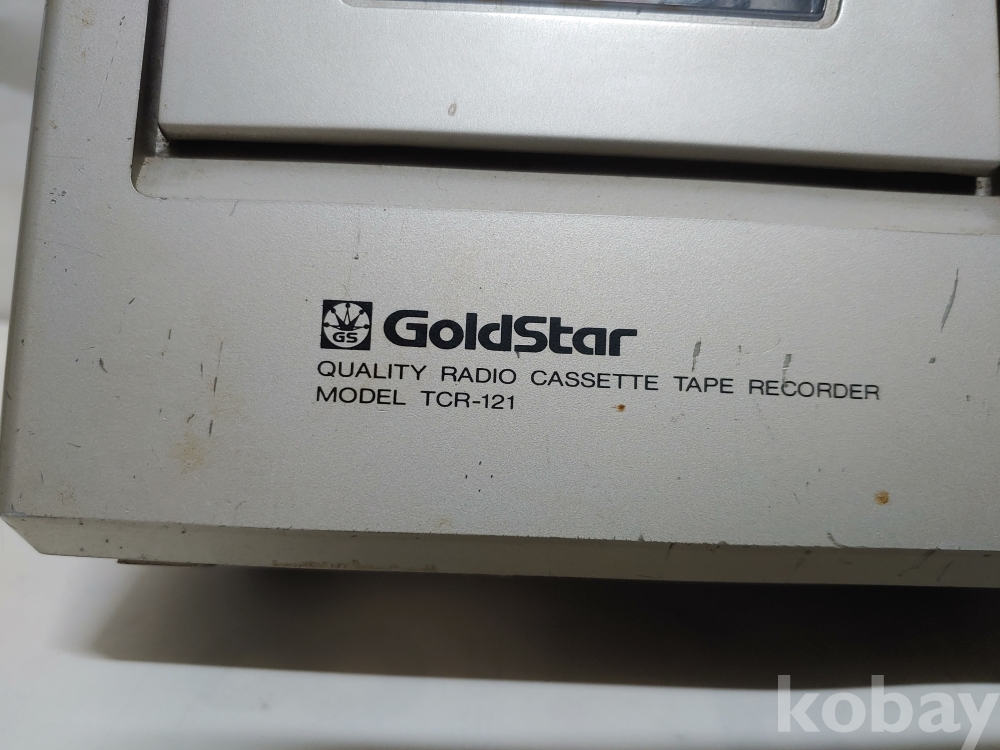 GS GoldStar
QUALITY RADIO CASSETTE TAPE RECORDER
MODEL TCR-121
kobay